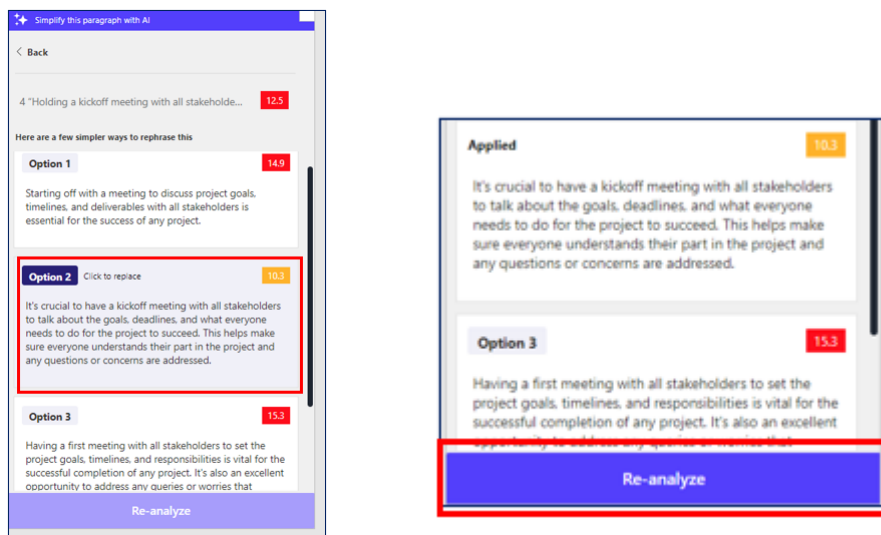 Simplify this paragraph with AI
Back
4 "Holding a kickoff meeting with all stakeholde... 12.5
Here are a few simpler ways to rephrase this
Option 1 14.9
Starting off with a meeting to discuss project goals,
timelines, and deliverables with all stakeholders is
essential for the success of any project.
Option 2 Click to replace 10.3
It's crucial to have a kickoff meeting with all stakeholders
to talk about the goals, deadlines, and what everyone
needs to do for the project to succeed. This helps make
sure everyone understands their part in the project and
any questions or concerns are addressed.
Option 3 15.3
Having a first meeting with all stakeholders to set the
project goals, timelines, and responsibilities is vital for the
successful completion of any project. It's also an excellent
opportunity to address any queries or worries that
Re-analyze
Applied 10.3
It's crucial to have a kickoff meeting with all stakeholders
to talk about the goals, deadlines, and what everyone
needs to do for the project to succeed. This helps make
sure everyone understands their part in the project and
any questions or concerns are addressed.
Option 3 15.3
Having a first meeting with all stakeholders to set the
project goals, timelines, and responsibilities is vital for the
successful completion of any project. It's also an excellent
opportunity to address any queries or worries that
Re-analyze